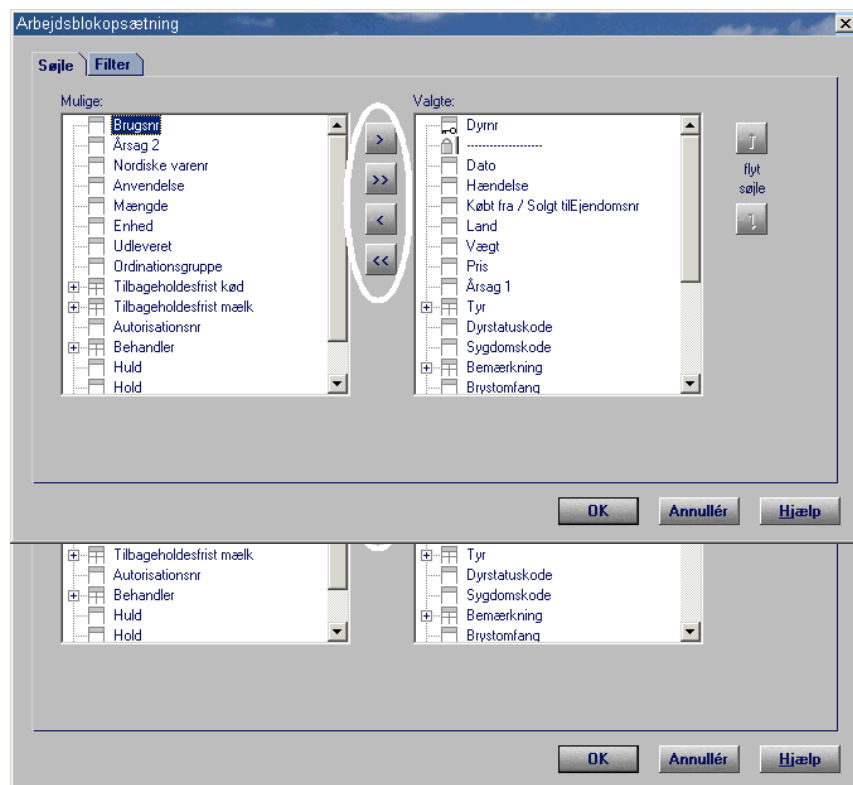 Arbejdsblokopsætning
Søjle Filter
Mulige:
Brugsnr
Årsag 2
Nordiske varenr
Anvendelse
Mængde
Enhed
Udleveret
Ordinationsgruppe
Tilbageholdesfrist kød
Tilbageholdesfrist mælk
Autorisationsnr
Behandler
Huld
Hold
>
>>
<
<<
Valgte:
Dyrnr
-------------------
Dato
Hændelse
Købt fra / Solgt tilEjendomsnr
Land
Vægt
Pris
Årsag 1
Tyr
Dyrstatuskode
Sygdomskode
Bemærkning
Brystomfang
flyt
søjle
OK Annullér Hjælp
Tilbageholdesfrist mælk
Autorisationsnr
Behandler
Huld
Hold
Tyr
Dyrstatuskode
Sygdomskode
Bemærkning
Brystomfang
OK Annullér Hjælp